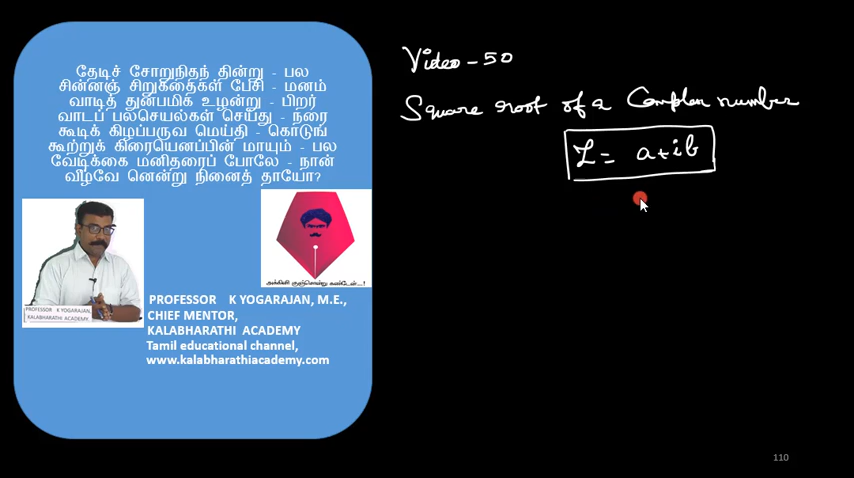 தேடிச் சோறுநிதந் தின்று - பல
சின்னஞ் சிறுகதைகள் பேசி - மனம்
வாடித் துன்பமிக உழன்று - பிறர்
வாடப் பலசெயல்கள் செய்து - நரை
கூடிக் கிழப்பருவ மெய்தி - கொடுங்
கூற்றுக் கிரையெனப்பின் மாயும் - பல
வேடிக்கை மனிதரைப் போலே - நான்
வீழ்வே னென்று நினைத் தாயோ?
PROFESSOR K YOGARAJAN,
KALABHARATHI ACADEMY
அக்கினி குஞ்சொன்று கண்டேன்...!
PROFESSOR K YOGARAJAN, M.E.,
CHIEF MENTOR,
KALABHARATHI ACADEMY
Tamil educational channel,
www.kalabharathiacademy.com
Video - 50
Square root of a Complex number
Z = a+ib
110